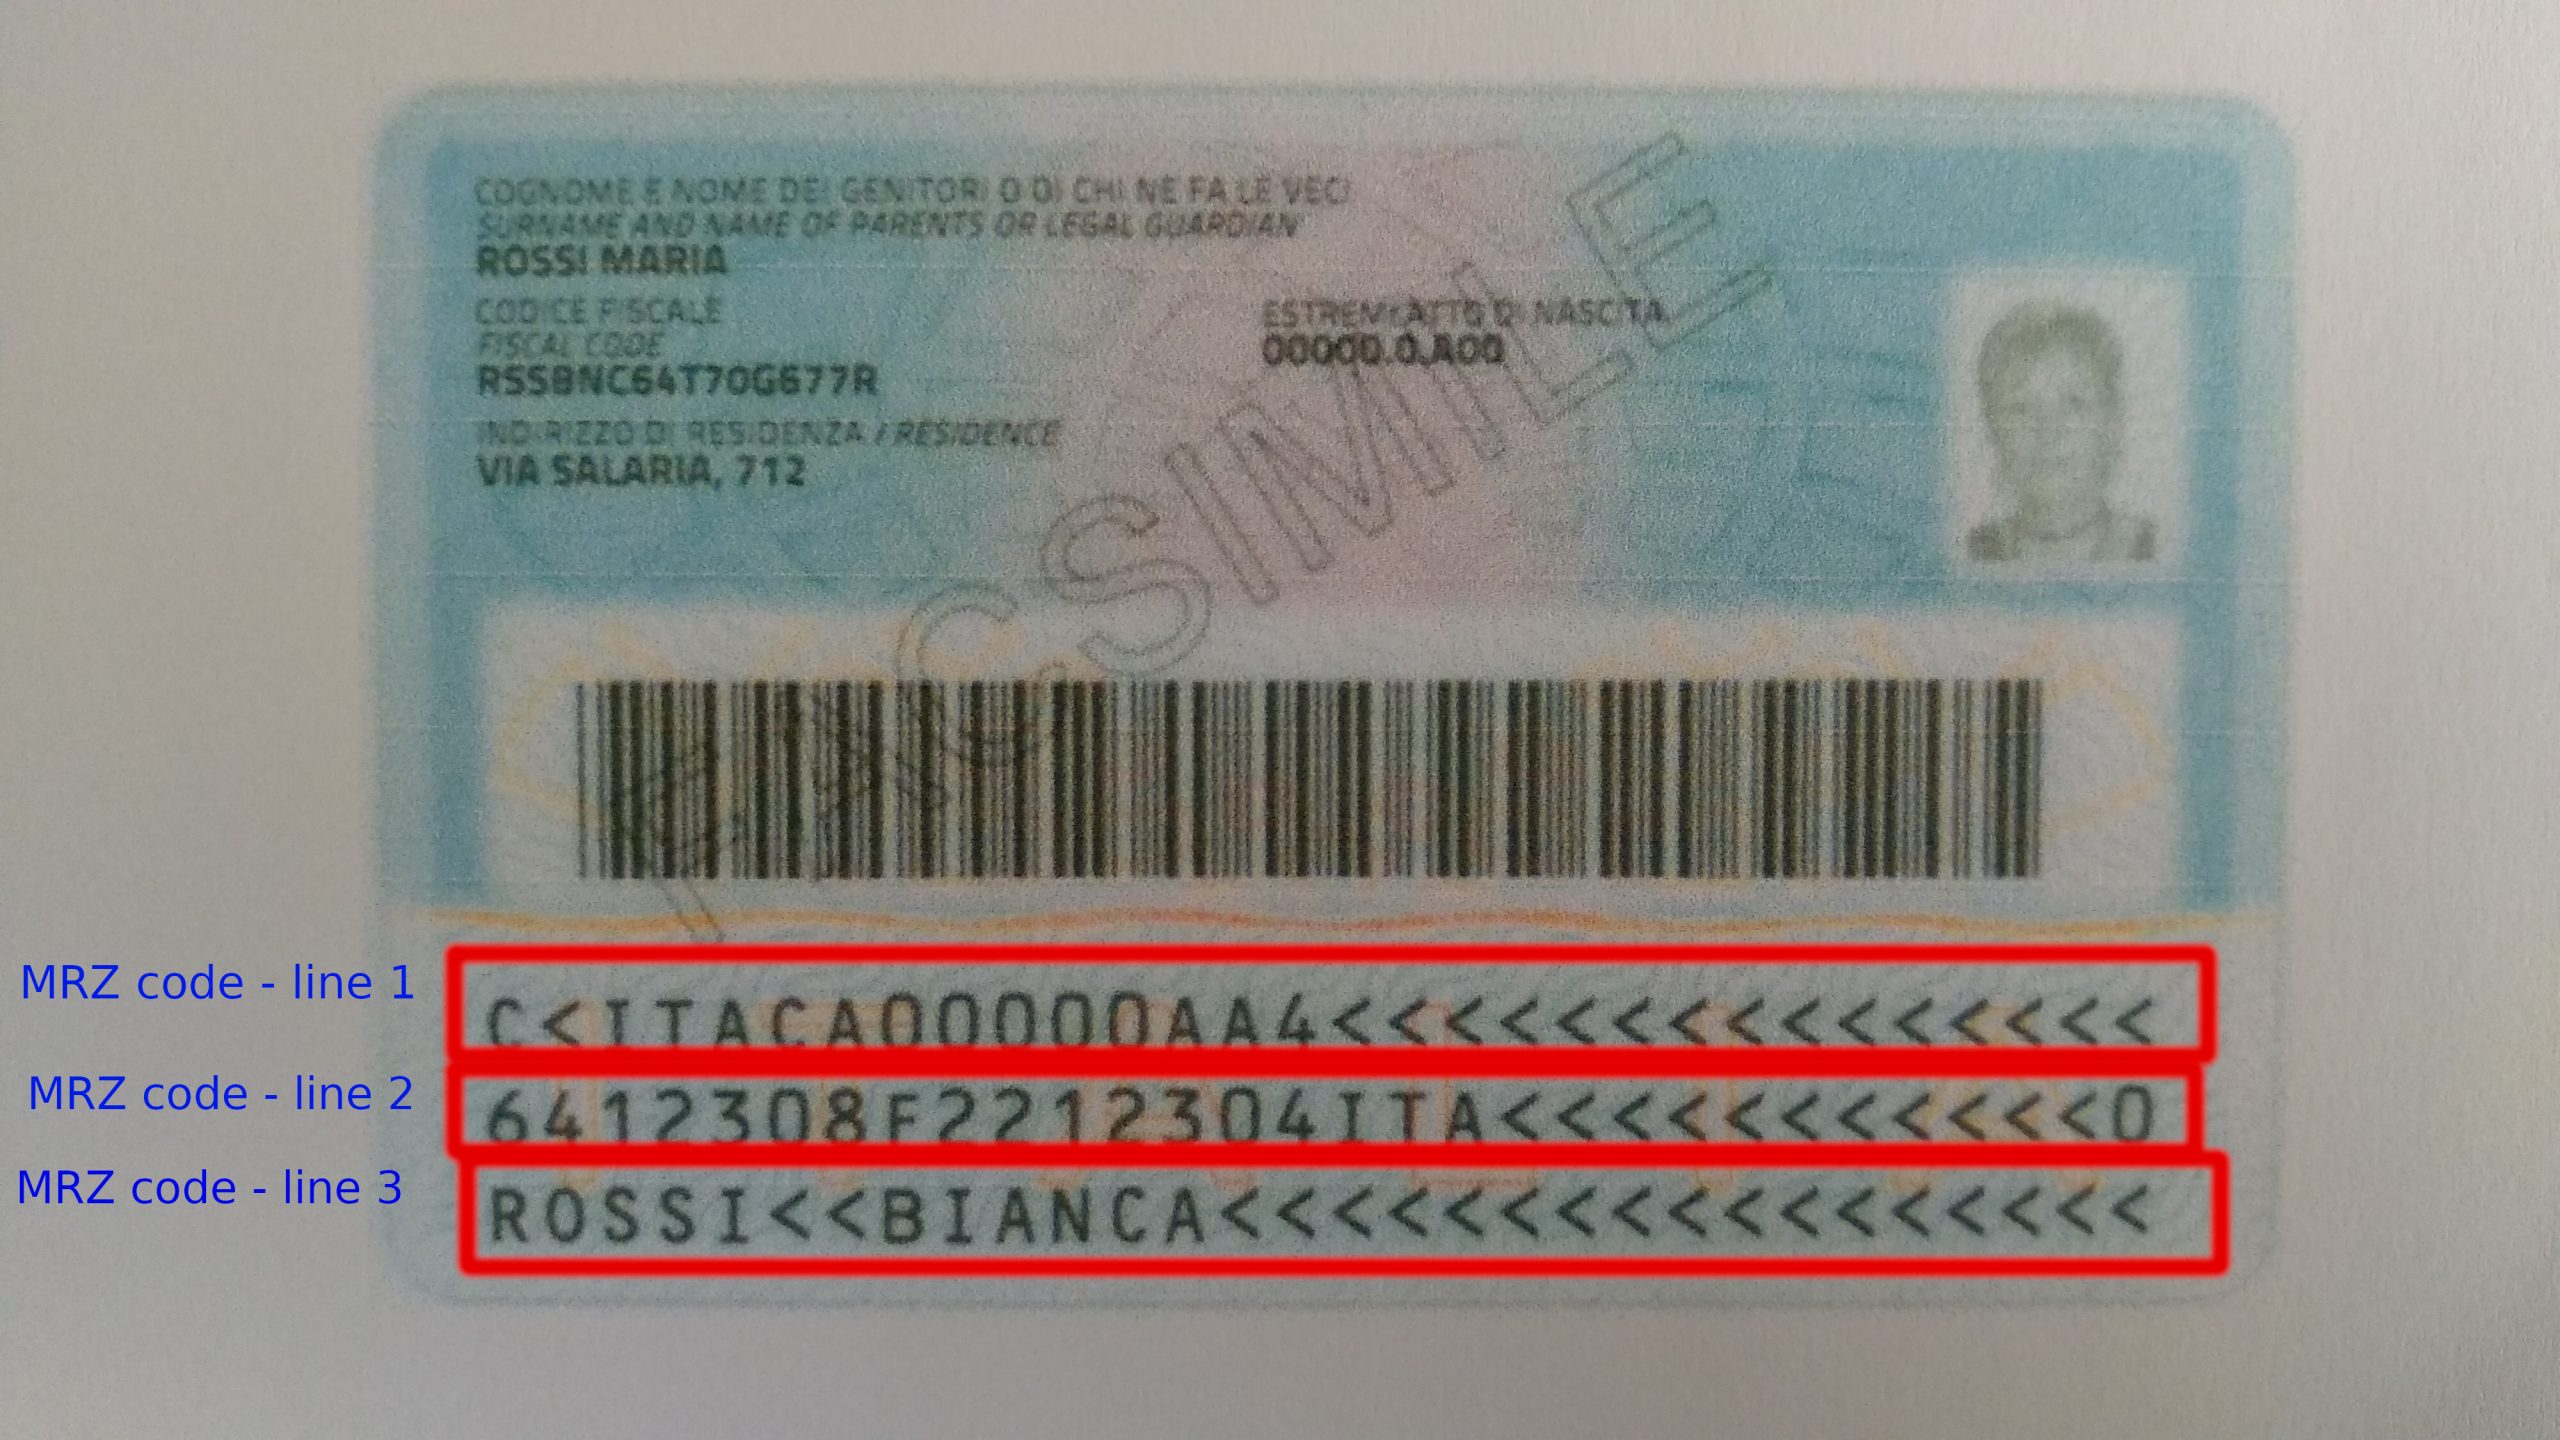 COGNOME E NOME DEI GENITORI O DI CHI NE FA LE VECI
SURNAME AND NAME OF PARENTS OR LEGAL GUARDIAN
ROSSI MARIA
CODICE FISCALE
FISCAL CODE
RSSBNC64T70G677R
ESTREMI ATTO DI NASCITA
00000.0.A00
INDIRIZZO DI RESIDENZA / RESIDENCE
VIA SALARIA, 712
FACSIMILE
MRZ code - line 1
C<ITACA00000AA4<<<<<<<<<<<<<<<
MRZ code - line 2
6412308F2212304ITA<<<<<<<<<<<0
MRZ code - line 3
ROSSI<<BIANCA<<<<<<<<<<<<<<<<<